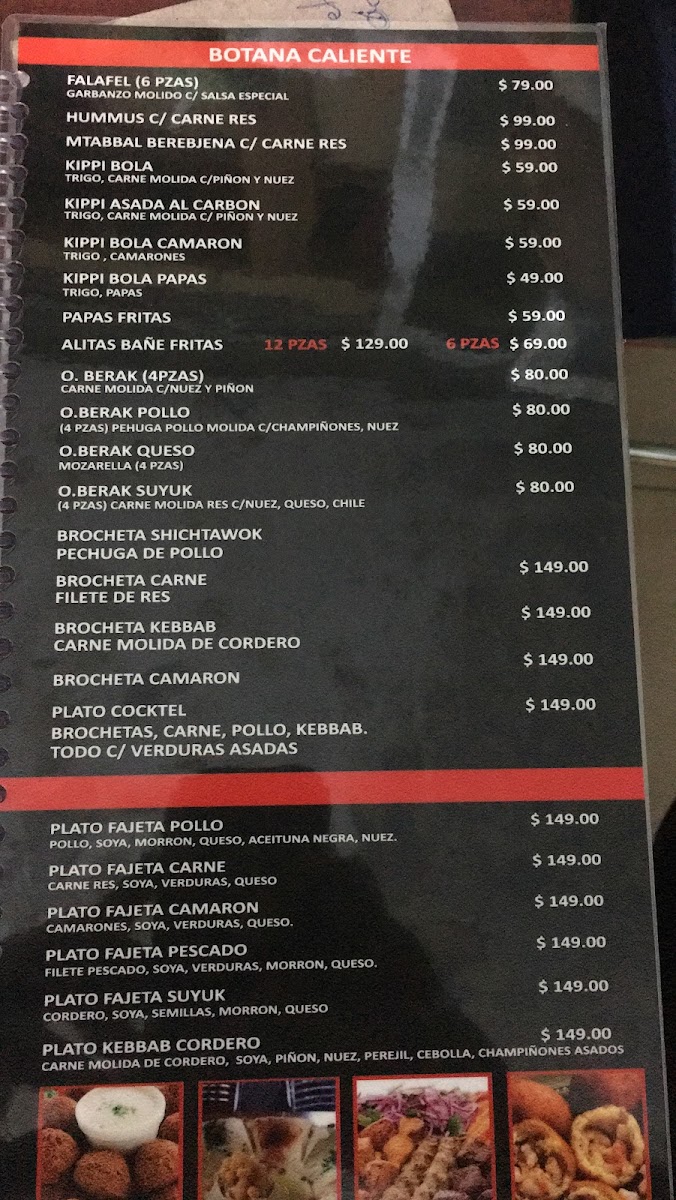 BOTANA CALIENTE
FALAFEL (6 PZAS) $ 79.00
GARBANZO MOLIDO C/ SALSA ESPECIAL
HUMMUS C/ CARNE RES $ 99.00
MTABBAL BEREBJENA C/ CARNE RES $ 99.00
KIPPI BOLA $ 59.00
TRIGO, CARNE MOLIDA C/PIÑON Y NUEZ
KIPPI ASADA AL CARBON $ 59.00
TRIGO, CARNE MOLIDA C/ PIÑON Y NUEZ
KIPPI BOLA CAMARON $ 59.00
TRIGO , CAMARONES
KIPPI BOLA PAPAS $ 49.00
TRIGO, PAPAS
PAPAS FRITAS $ 59.00
ALITAS BAÑE FRITAS 12 PZAS $ 129.00 6 PZAS $ 69.00
O. BERAK (4PZAS) $ 80.00
CARNE MOLIDA C/NUEZ Y PIÑON
O.BERAK POLLO $ 80.00
(4 PZAS) PEHUGA POLLO MOLIDA C/CHAMPIÑONES, NUEZ
O.BERAK QUESO $ 80.00
MOZARELLA (4 PZAS)
O.BERAK SUYUK $ 80.00
(4 PZAS) CARNE MOLIDA RES C/NUEZ, QUESO, CHILE
BROCHETA SHICHTAWOK
PECHUGA DE POLLO
$ 149.00
BROCHETA CARNE
FILETE DE RES
$ 149.00
BROCHETA KEBBAB
CARNE MOLIDA DE CORDERO
$ 149.00
BROCHETA CAMARON
$ 149.00
PLATO COCKTEL
BROCHETAS, CARNE, POLLO, KEBBAB.
TODO C/ VERDURAS ASADAS
PLATO FAJETA POLLO $ 149.00
POLLO, SOYA, MORRON, QUESO, ACEITUNA NEGRA, NUEZ.
PLATO FAJETA CARNE $ 149.00
CARNE RES, SOYA, VERDURAS, QUESO
PLATO FAJETA CAMARON $ 149.00
CAMARONES, SOYA, VERDURAS, QUESO.
PLATO FAJETA PESCADO $ 149.00
FILETE PESCADO, SOYA, VERDURAS, MORRON, QUESO.
PLATO FAJETA SUYUK $ 149.00
CORDERO, SOYA, SEMILLAS, MORRON, QUESO
PLATO KEBBAB CORDERO $ 149.00
CARNE MOLIDA DE CORDERO, SOYA, PIÑON, NUEZ, PEREJIL, CEBOLLA, CHAMPIÑONES ASADOS